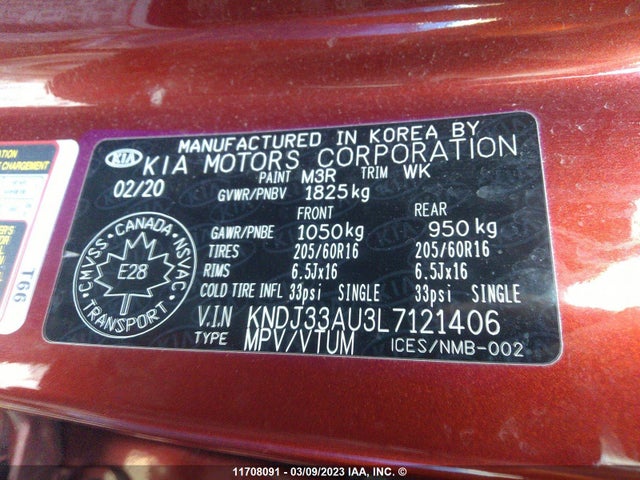 MANUFACTURED IN KOREA BY
KIA KIA MOTORS CORPORATION
02/20 PAINT M3R TRIM WK
GVWR/PNBV 1825kg
FRONT REAR
GAWR/PNBE 1050kg 950kg
TIRES 205/60R16 205/60R16
RIMS 6.5Jx16 6.5Jx16
COLD TIRE INFL 33psi SINGLE 33psi SINGLE
V.I.N KNDJ33AU3L7121406
TYPE MPV/VTUM ICES/NMB-002
CANADA
CMVSS NSVAC
E28
TRANSPORT
CHARGEMENT
T66
11708091 - 03/09/2023 IAA, INC. ©